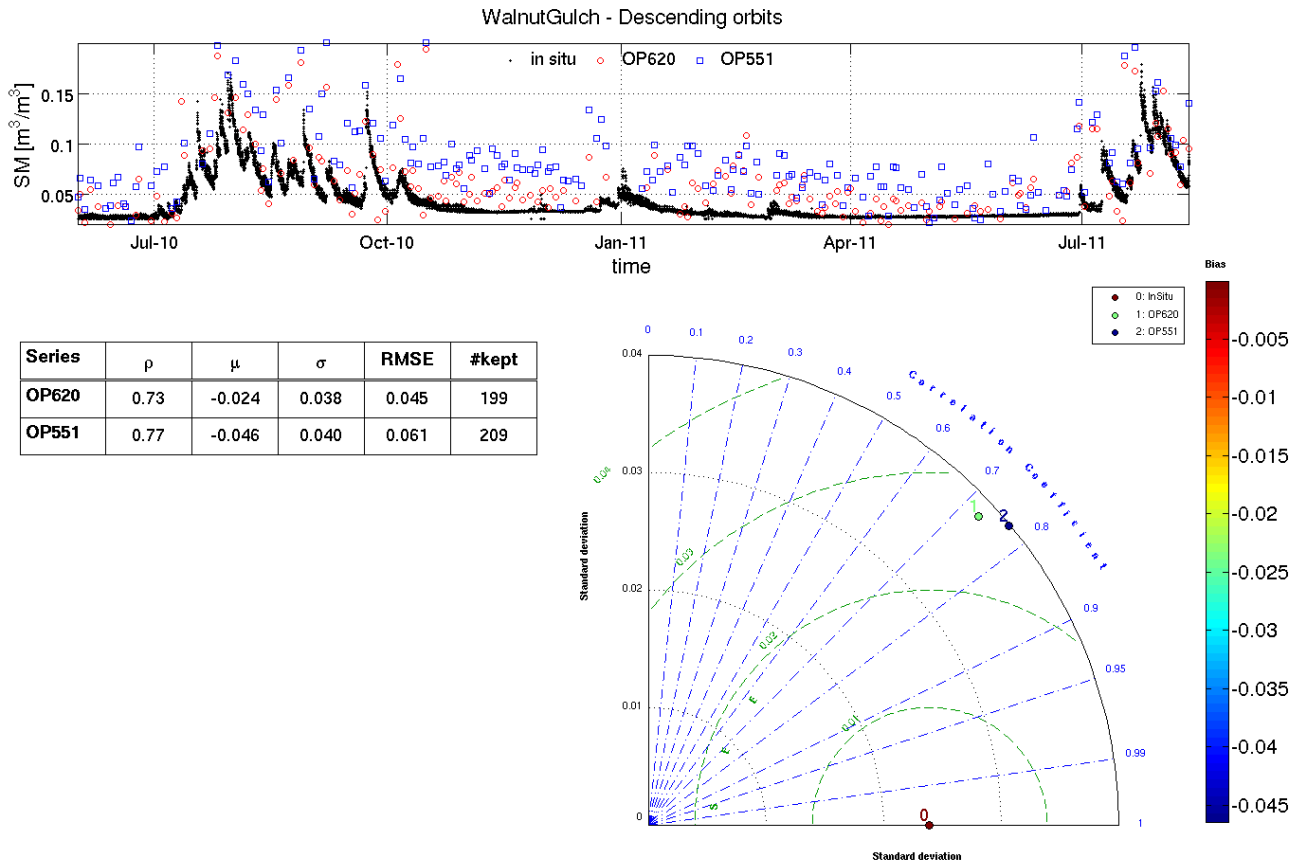 WalnutGulch - Descending orbits
in situ OP620 OP551
SM [m³/m³]
0.15
0.1
0.05
Jul-10 Oct-10 Jan-11 Apr-11 Jul-11
time
Series ρ μ σ RMSE #kept
OP620 0.73 -0.024 0.038 0.045 199
OP551 0.77 -0.046 0.040 0.061 209
0: InSitu
1: OP620
2: OP551
Bias
-0.005
-0.01
-0.015
-0.02
-0.025
-0.03
-0.035
-0.04
-0.045
0 0.1 0.2 0.3 0.4 0.5 0.6 0.7 0.8 0.9 0.95 0.99 1
Correlation Coefficient
0.04
0.03
0.02
0.01
0
Standard deviation
0.04
0.03
0.02
0.01
E
F
S
1
2
0
Standard deviation